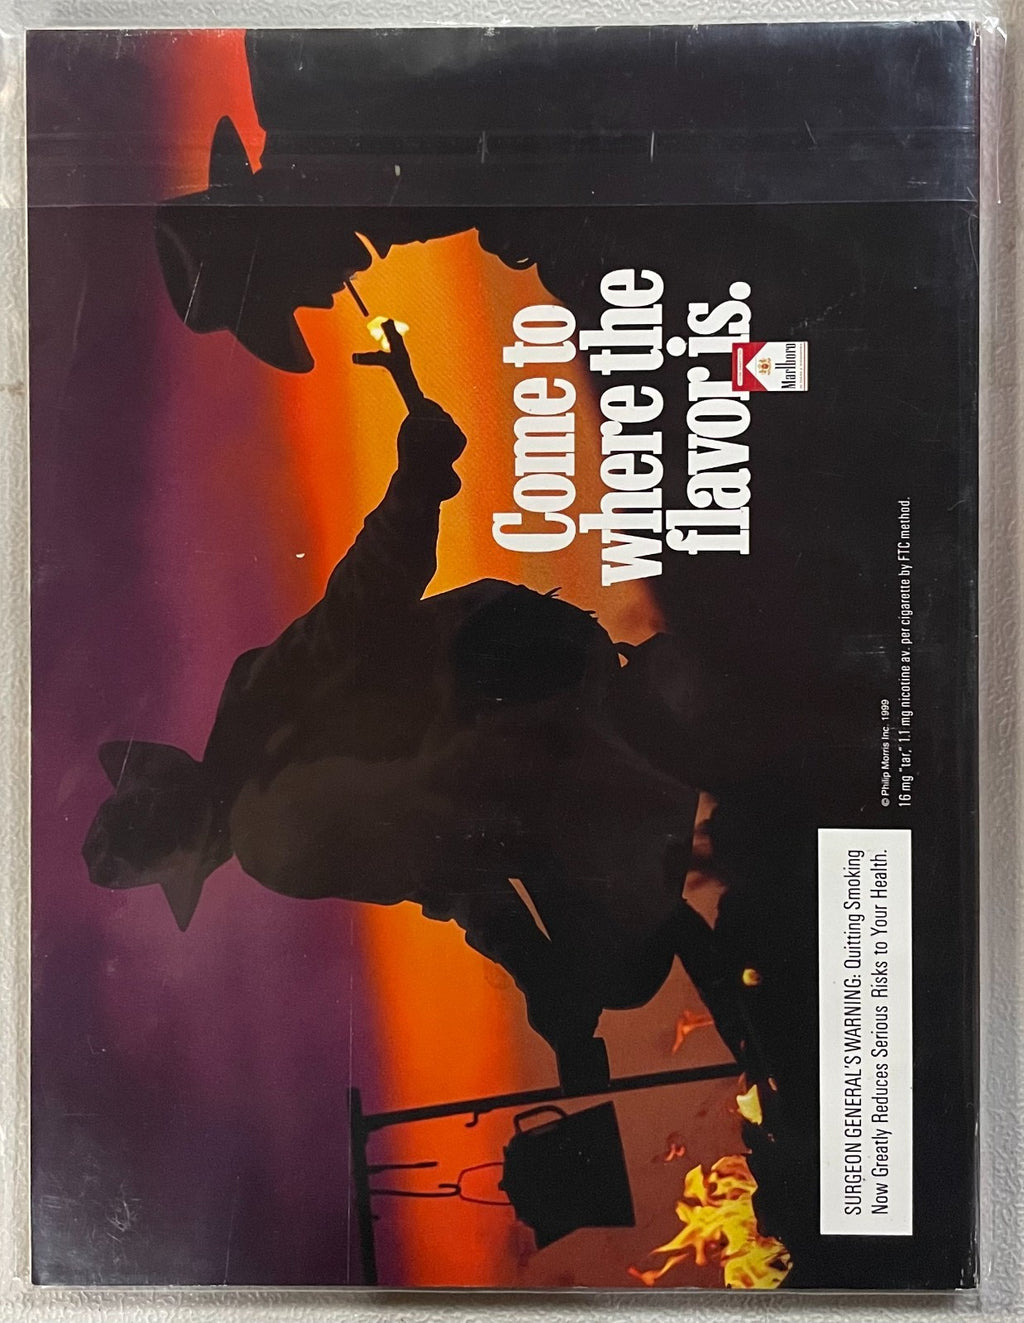 Come to
where the
flavor is.
Marlboro
© Philip Morris Inc. 1999
16 mg "tar," 1.1 mg nicotine av. per cigarette by FTC method.
SURGEON GENERAL'S WARNING: Quitting Smoking
Now Greatly Reduces Serious Risks to Your Health.